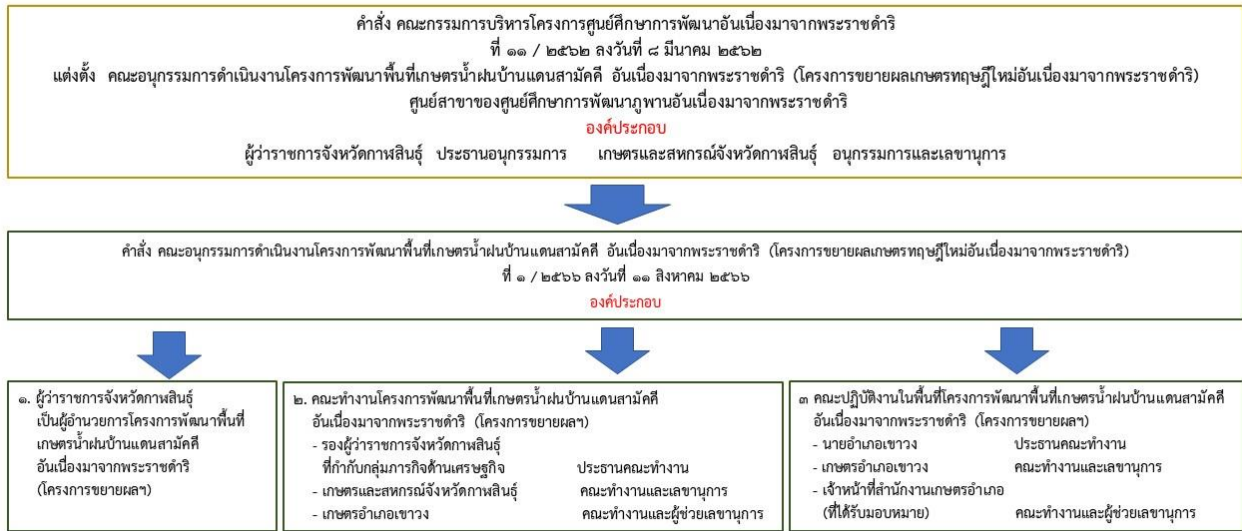 คำสั่ง คณะกรรมการบริหารโครงการศูนย์ศึกษาการพัฒนาอันเนื่องมาจากพระราชดำริ
ที่ ๑๑ / ๒๕๖๒ ลงวันที่ ๘ มีนาคม ๒๕๖๒
แต่งตั้ง คณะอนุกรรมการดำเนินงานโครงการพัฒนาพื้นที่เกษตรน้ำฝนบ้านแดนสามัคคี อันเนื่องมาจากพระราชดำริ (โครงการขยายผลเกษตรทฤษฎีใหม่อันเนื่องมาจากพระราชดำริ)
ศูนย์สาขาของศูนย์ศึกษาการพัฒนาภูพานอันเนื่องมาจากพระราชดำริ
องค์ประกอบ
ผู้ว่าราชการจังหวัดกาฬสินธุ์ ประธานอนุกรรมการ เกษตรและสหกรณ์จังหวัดกาฬสินธุ์ อนุกรรมการและเลขานุการ
คำสั่ง คณะอนุกรรมการดำเนินงานโครงการพัฒนาพื้นที่เกษตรน้ำฝนบ้านแดนสามัคคี อันเนื่องมาจากพระราชดำริ (โครงการขยายผลเกษตรทฤษฎีใหม่อันเนื่องมาจากพระราชดำริ)
ที่ ๑ / ๒๕๖๖ ลงวันที่ ๑๑ สิงหาคม ๒๕๖๖
องค์ประกอบ
๑. ผู้ว่าราชการจังหวัดกาฬสินธุ์
เป็นผู้อำนวยการโครงการพัฒนาพื้นที่
เกษตรน้ำฝนบ้านแดนสามัคคี
อันเนื่องมาจากพระราชดำริ
(โครงการขยายผลฯ)
๒. คณะทำงานโครงการพัฒนาพื้นที่เกษตรน้ำฝนบ้านแดนสามัคคี
อันเนื่องมาจากพระราชดำริ (โครงการขยายผลฯ)
- รองผู้ว่าราชการจังหวัดกาฬสินธุ์
ที่กำกับกลุ่มภารกิจด้านเศรษฐกิจ ประธานคณะทำงาน
- เกษตรและสหกรณ์จังหวัดกาฬสินธุ์ คณะทำงานและเลขานุการ
- เกษตรอำเภอเขาวง คณะทำงานและผู้ช่วยเลขานุการ
๓ คณะปฏิบัติงานในพื้นที่โครงการพัฒนาพื้นที่เกษตรน้ำฝนบ้านแดนสามัคคี
อันเนื่องมาจากพระราชดำริ (โครงการขยายผลฯ)
- นายอำเภอเขาวง ประธานคณะทำงาน
- เกษตรอำเภอเขาวง คณะทำงานและเลขานุการ
- เจ้าหน้าที่สำนักงานเกษตรอำเภอ
(ที่ได้รับมอบหมาย) คณะทำงานและผู้ช่วยเลขานุการ